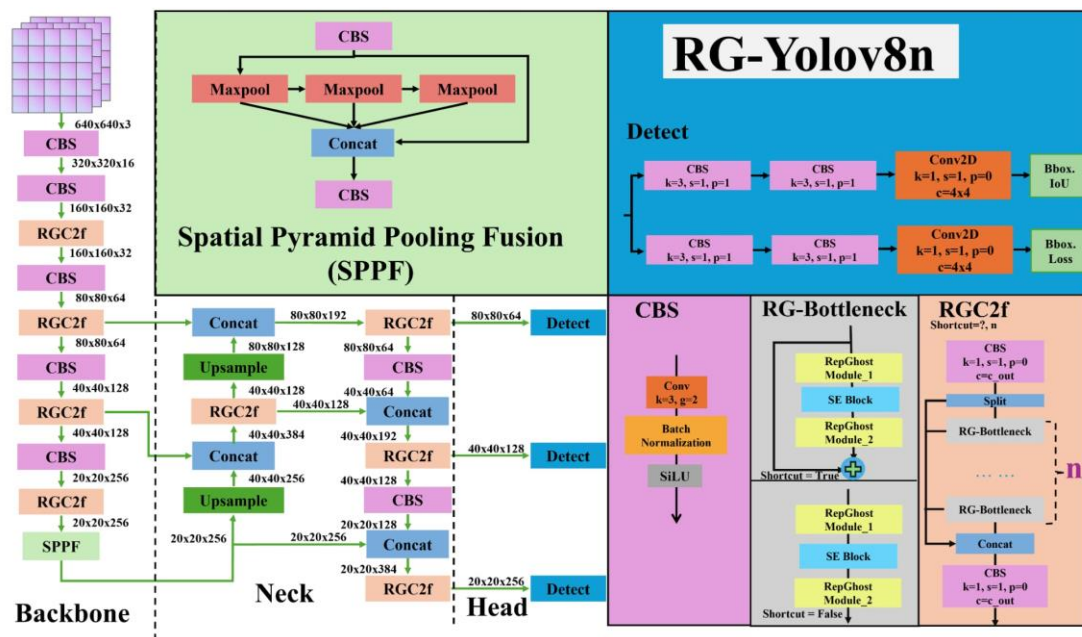 640x640x3
CBS
320x320x16
CBS
160x160x32
RGC2f
160x160x32
CBS
80x80x64
RGC2f
80x80x64
CBS
40x40x128
RGC2f
40x40x128
CBS
20x20x256
RGC2f
20x20x256
SPPF
Backbone
CBS
Maxpool
Maxpool
Maxpool
Concat
CBS
Spatial Pyramid Pooling Fusion
(SPPF)
Concat
80x80x192
80x80x128
Upsample
40x40x128
RGC2f
40x40x128
40x40x384
Concat
40x40x256
Upsample
20x20x256
20x20x256
RGC2f
80x80x64
CBS
40x40x64
Concat
40x40x192
RGC2f
40x40x128
CBS
20x20x128
Concat
20x20x384
RGC2f
Neck
80x80x64
Detect
40x40x128
Detect
20x20x256
Detect
Head
RG-Yolov8n
Detect
CBS
k=3, s=1, p=1
CBS
k=3, s=1, p=1
Conv2D
k=1, s=1, p=0
c=4x4
Bbox.
IoU
CBS
k=3, s=1, p=1
CBS
k=3, s=1, p=1
Conv2D
k=1, s=1, p=0
c=4x4
Bbox.
Loss
CBS
Conv
k=3, g=2
Batch
Normalization
SiLU
RG-Bottleneck
RepGhost
Module_1
SE Block
RepGhost
Module_2
Shortcut = True
RepGhost
Module_1
SE Block
RepGhost
Module_2
Shortcut = False
RGC2f
Shortcut=?, n
CBS
k=1, s=1, p=0
c=c_out
Split
RG-Bottleneck
... ...
n
RG-Bottleneck
Concat
CBS
k=1, s=1, p=0
c=c_out